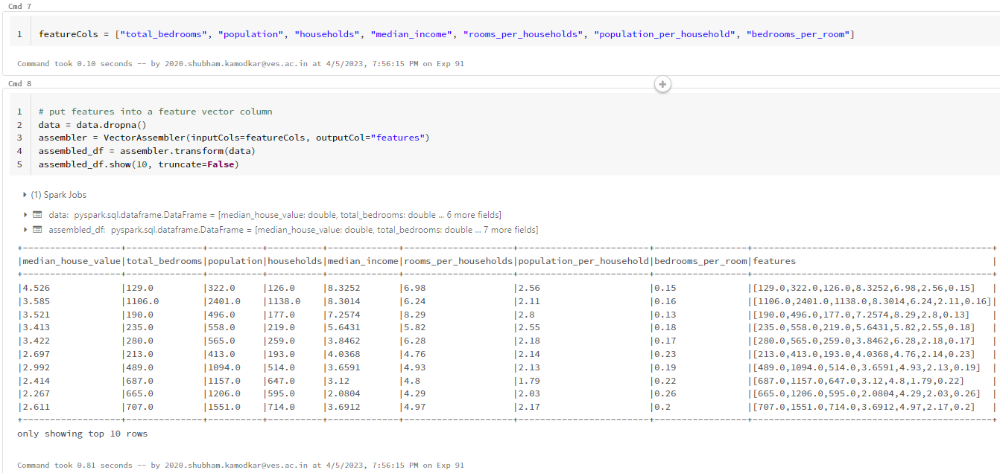 Cmd 7
1 featureCols = ["total_bedrooms", "population", "households", "median_income", "rooms_per_households", "population_per_household", "bedrooms_per_room"]
Command took 0.10 seconds -- by 2020.shubham.kamodkar@ves.ac.in at 4/5/2023, 7:56:15 PM on Exp 91
Cmd 8
1 # put features into a feature vector column
2 data = data.dropna()
3 assembler = VectorAssembler(inputCols=featureCols, outputCol="features")
4 assembled_df = assembler.transform(data)
5 assembled_df.show(10, truncate=False)
(1) Spark Jobs
data: pyspark.sql.dataframe.DataFrame = [median_house_value: double, total_bedrooms: double ... 6 more fields]
assembled_df: pyspark.sql.dataframe.DataFrame = [median_house_value: double, total_bedrooms: double ... 7 more fields]
+------------------+--------------+----------+----------+-------------+--------------------+------------------------+-----------------+-------------------------------------------+
|median_house_value|total_bedrooms|population|households|median_income|rooms_per_households|population_per_household|bedrooms_per_room|features                                   |
+------------------+--------------+----------+----------+-------------+--------------------+------------------------+-----------------+-------------------------------------------+
|4.526             |129.0         |322.0     |126.0     |8.3252       |6.98                |2.56                    |0.15             |[129.0,322.0,126.0,8.3252,6.98,2.56,0.15]  |
|3.585             |1106.0        |2401.0    |1138.0    |8.3014       |6.24                |2.11                    |0.16             |[1106.0,2401.0,1138.0,8.3014,6.24,2.11,0.16]|
|3.521             |190.0         |496.0     |177.0     |7.2574       |8.29                |2.8                     |0.13             |[190.0,496.0,177.0,7.2574,8.29,2.8,0.13]   |
|3.413             |235.0         |558.0     |219.0     |5.6431       |5.82                |2.55                    |0.18             |[235.0,558.0,219.0,5.6431,5.82,2.55,0.18]  |
|3.422             |280.0         |565.0     |259.0     |3.8462       |6.28                |2.18                    |0.17             |[280.0,565.0,259.0,3.8462,6.28,2.18,0.17]  |
|2.697             |213.0         |413.0     |193.0     |4.0368       |4.76                |2.14                    |0.23             |[213.0,413.0,193.0,4.0368,4.76,2.14,0.23]  |
|2.992             |489.0         |1094.0    |514.0     |3.6591       |4.93                |2.13                    |0.19             |[489.0,1094.0,514.0,3.6591,4.93,2.13,0.19] |
|2.414             |687.0         |1157.0    |647.0     |3.12         |4.8                 |1.79                    |0.22             |[687.0,1157.0,647.0,3.12,4.8,1.79,0.22]    |
|2.267             |665.0         |1206.0    |595.0     |2.0804       |4.29                |2.03                    |0.26             |[665.0,1206.0,595.0,2.0804,4.29,2.03,0.26] |
|2.611             |707.0         |1551.0    |714.0     |3.6912       |4.97                |2.17                    |0.2              |[707.0,1551.0,714.0,3.6912,4.97,2.17,0.2]  |
+------------------+--------------+----------+----------+-------------+--------------------+------------------------+-----------------+-------------------------------------------+
only showing top 10 rows
Command took 0.81 seconds -- by 2020.shubham.kamodkar@ves.ac.in at 4/5/2023, 7:56:15 PM on Exp 91